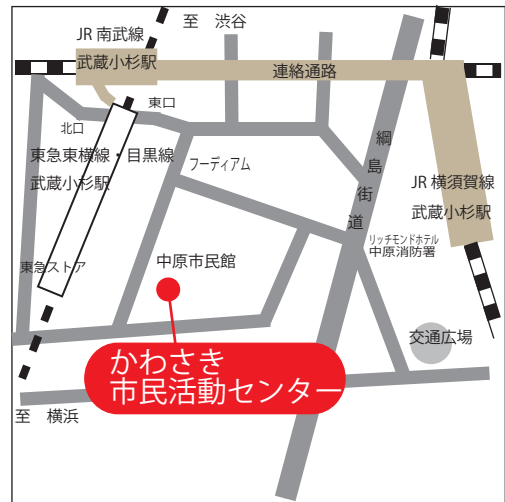 至 渋谷
JR 南武線
武蔵小杉駅
連絡通路
東口
北口
東急東横線・目黒線
武蔵小杉駅
フーディアム
綱島街道
JR 横須賀線
武蔵小杉駅
リッチモンドホテル
中原消防署
東急ストア
中原市民館
交通広場
かわさき
市民活動センター
至 横浜